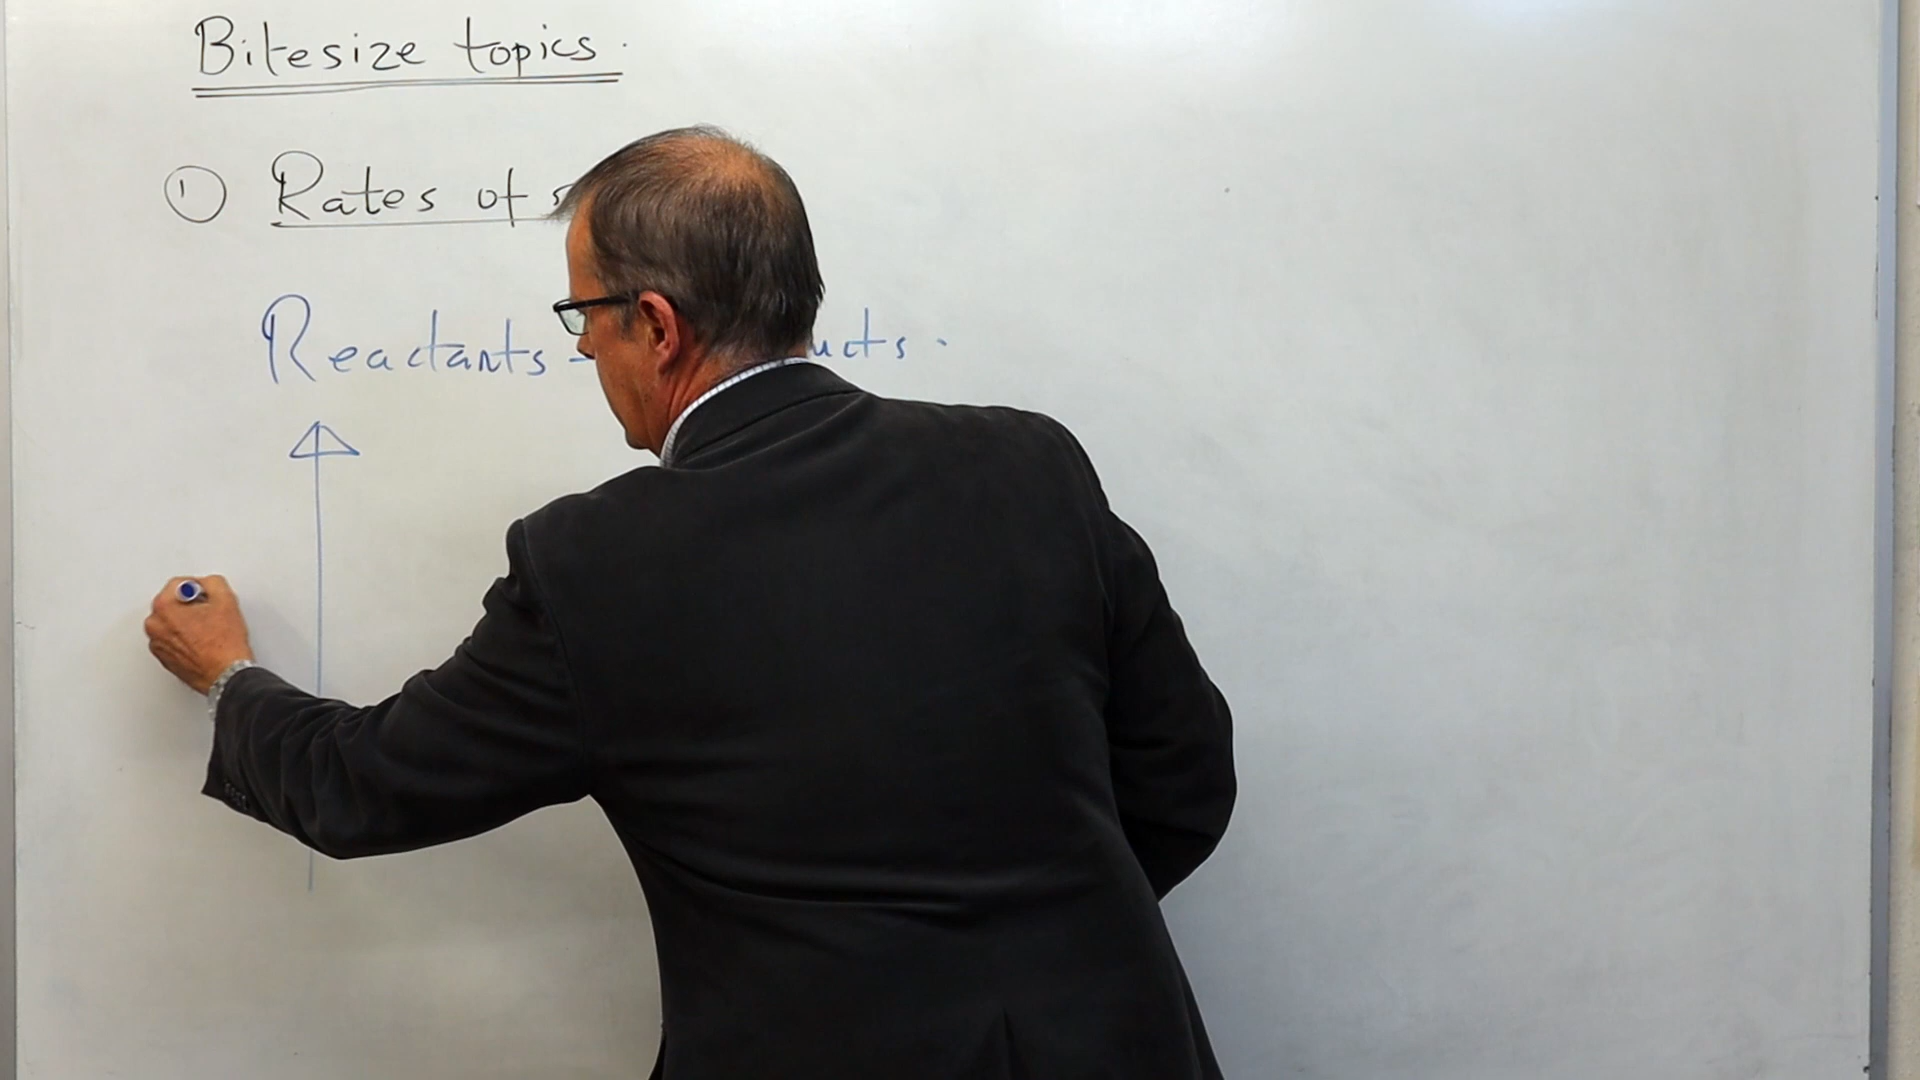 Bitesize topics.
① Rates of
Reactants